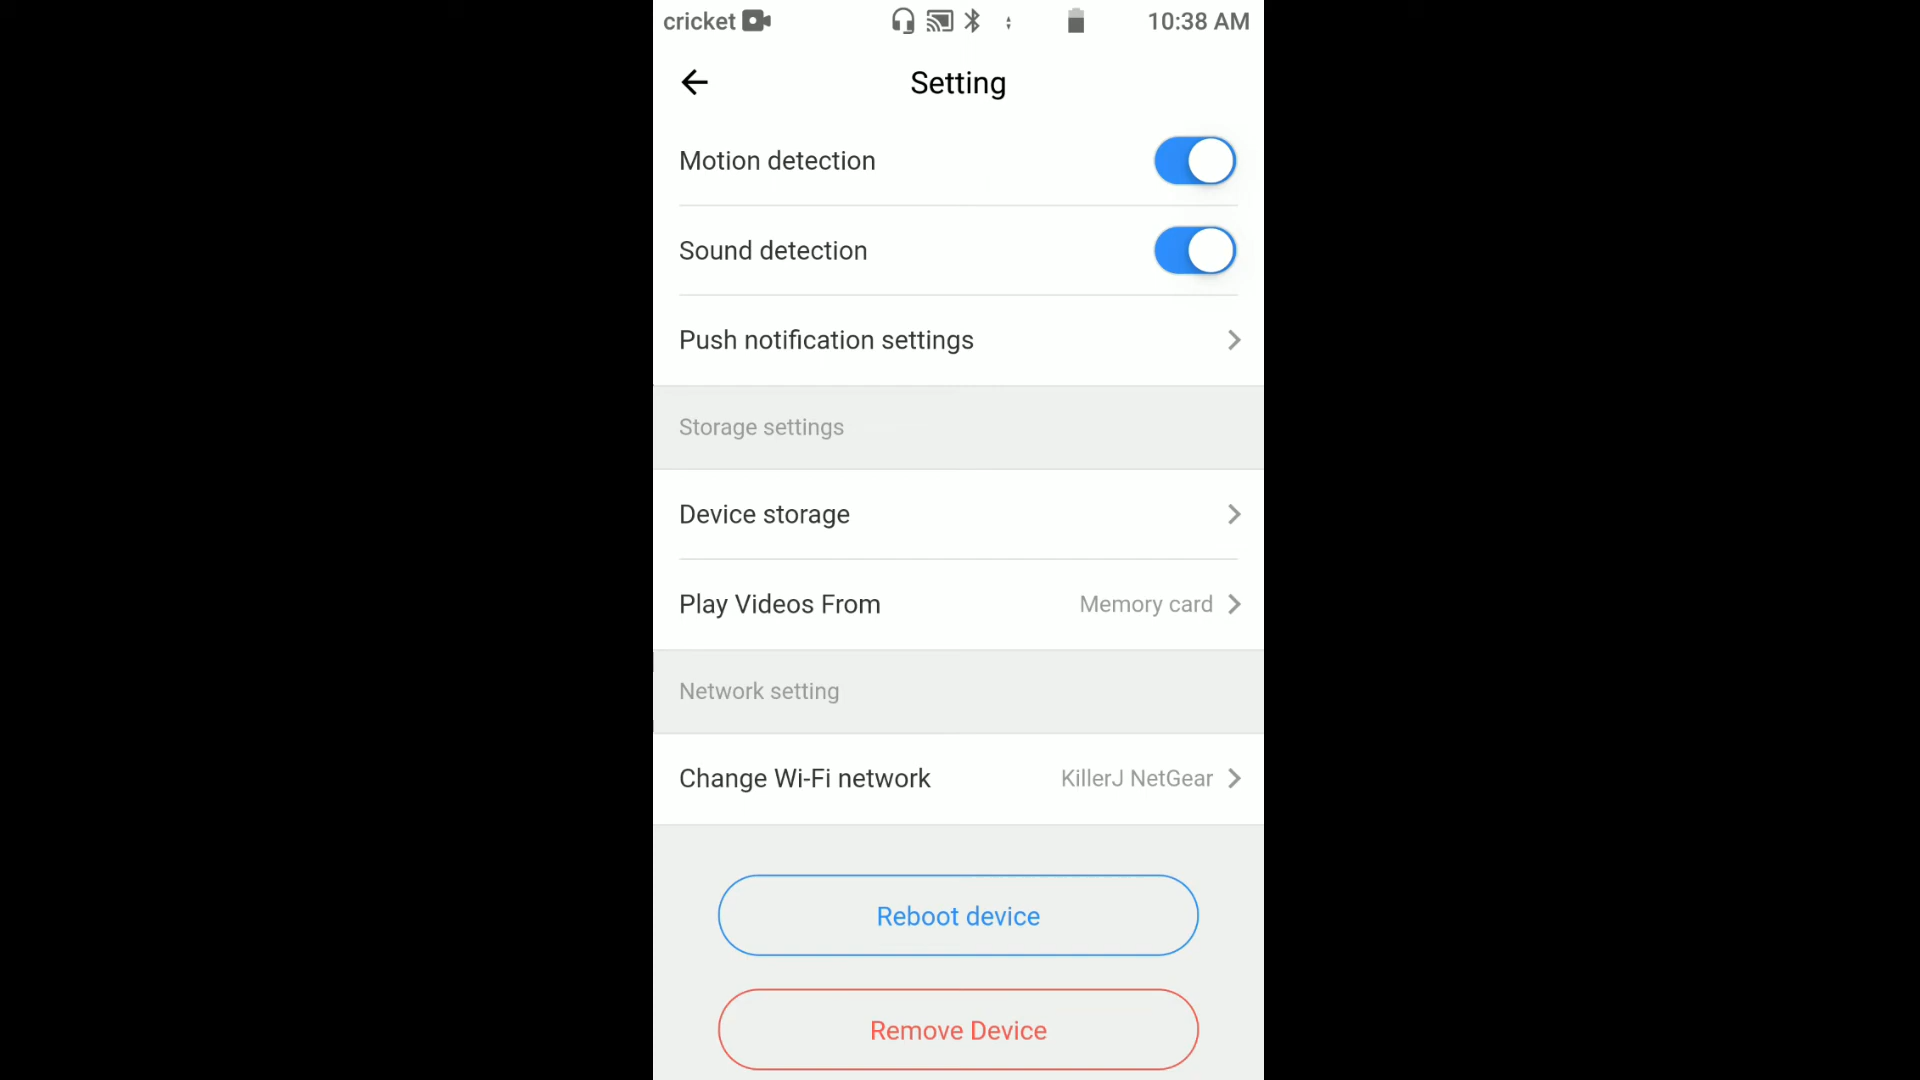 cricket 10:38 AM
Setting
Motion detection
Sound detection
Push notification settings
Storage settings
Device storage
Play Videos From Memory card
Network setting
Change Wi-Fi network KillerJ NetGear
Reboot device
Remove Device